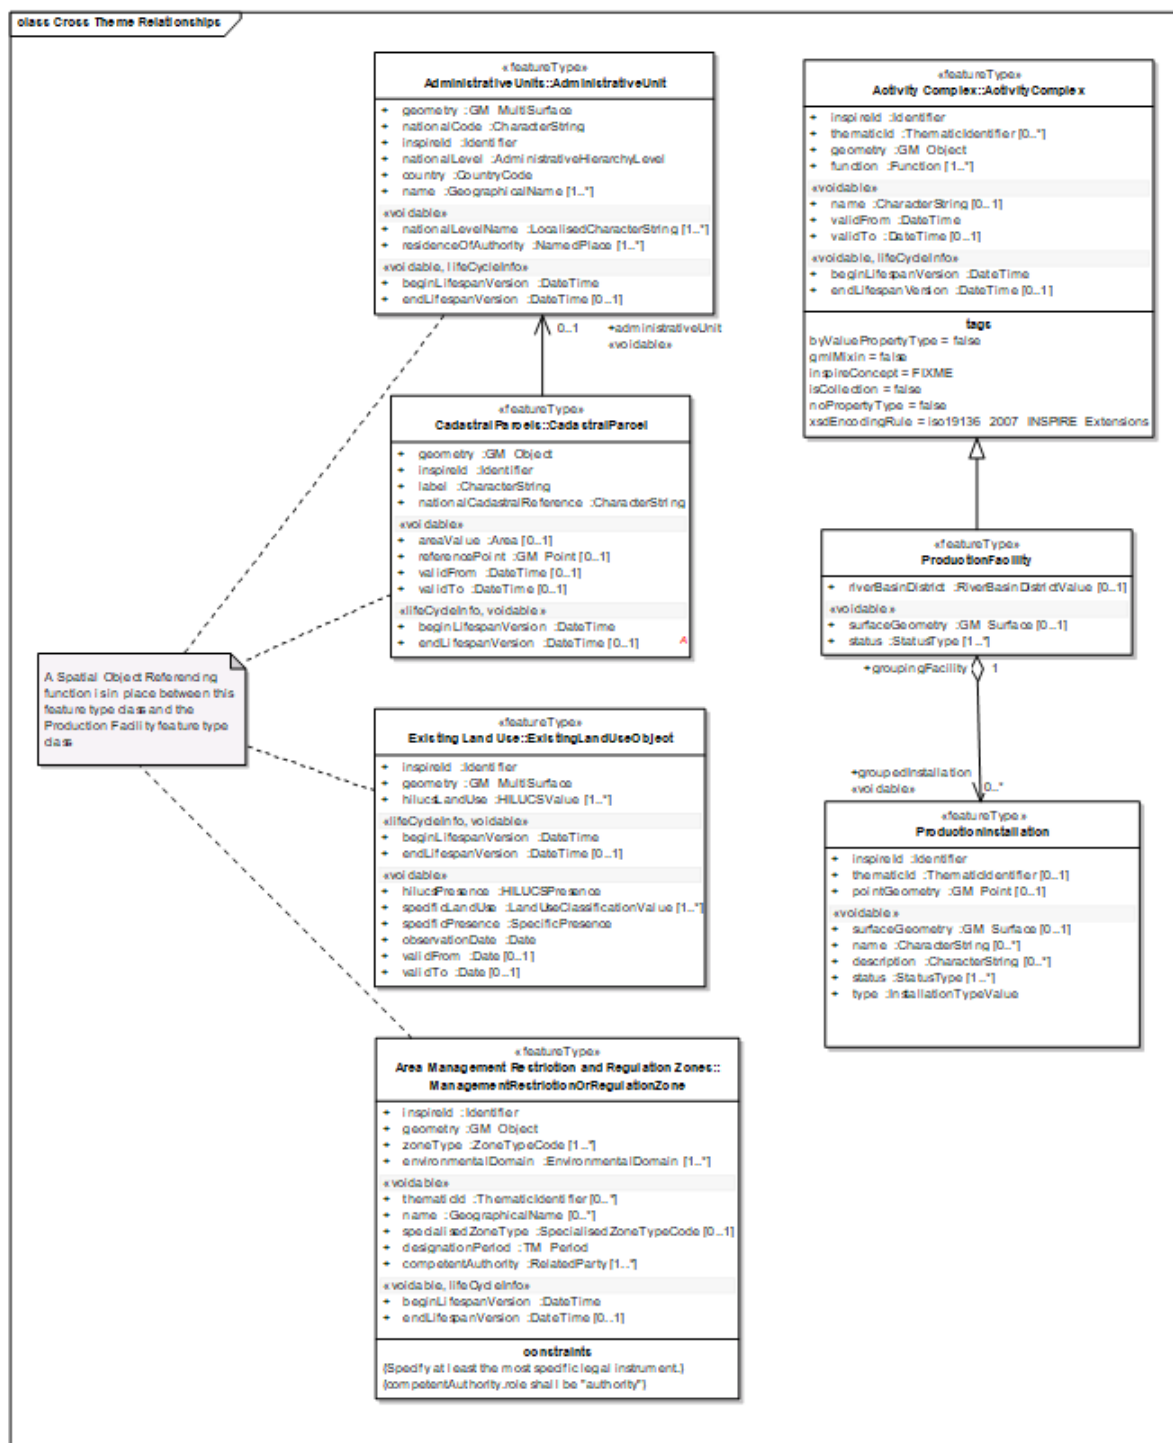 class Cross Theme Relationships
«featureType»
Administrative Units::AdministrativeUnit
+ geometry :GM_MultiSurface
+ nationalCode :CharacterString
+ inspireId :Identifier
+ nationalLevel :AdministrativeHierarchyLevel
+ country :CountryCode
+ name :GeographicalName [1..*]
«voidable»
+ nationalLevelName :LocalisedCharacterString [1..*]
+ residenceOfAuthority :NamedPlace [1..*]
«voidable, lifeCycleInfo»
+ beginLifespanVersion :DateTime
+ endLifespanVersion :DateTime [0..1]
0..1 +administrativeUnit
«voidable»
«featureType»
CadastralParcels::CadastralParcel
+ geometry :GM_Object
+ inspireId :Identifier
+ label :CharacterString
+ nationalCadastralReference :CharacterString
«voidable»
+ areaValue :Area [0..1]
+ referencePoint :GM_Point [0..1]
+ validFrom :DateTime [0..1]
+ validTo :DateTime [0..1]
«lifeCycleInfo, voidable»
+ beginLifespanVersion :DateTime
+ endLifespanVersion :DateTime [0..1]
A
A Spatial Object Referencing
function is in place between this
feature type class and the
Production Facility feature type
class
«featureType»
Existing Land Use::ExistingLandUseObject
+ inspireId :Identifier
+ geometry :GM_MultiSurface
+ hilucsLandUse :HILUCSValue [1..*]
«lifeCycleInfo, voidable»
+ beginLifespanVersion :DateTime
+ endLifespanVersion :DateTime [0..1]
«voidable»
+ hilucsPresence :HILUCSPresence
+ specificLandUse :LandUseClassificationValue [1..*]
+ specificPresence :SpecificPresence
+ observationDate :Date
+ validFrom :Date [0..1]
+ validTo :Date [0..1]
«featureType»
Area Management Restriction and Regulation Zones::
ManagementRestrictionOrRegulationZone
+ inspireId :Identifier
+ geometry :GM_Object
+ zoneType :ZoneTypeCode [1..*]
+ environmentalDomain :EnvironmentalDomain [1..*]
«voidable»
+ thematicId :ThematicIdentifier [0..*]
+ name :GeographicalName [0..*]
+ specialisedZoneType :SpecialisedZoneTypeCode [0..1]
+ designationPeriod :TM_Period
+ competentAuthority :RelatedParty [1..*]
«voidable, lifeCycleInfo»
+ beginLifespanVersion :DateTime
+ endLifespanVersion :DateTime [0..1]
constraints
{Specify at least the most specific legal instrument.}
{competentAuthority.role shall be "authority"}
«featureType»
Activity Complex::ActivityComplex
+ inspireId :Identifier
+ thematicId :ThematicIdentifier [0..*]
+ geometry :GM_Object
+ function :Function [1..*]
«voidable»
+ name :CharacterString [0..1]
+ validFrom :DateTime
+ validTo :DateTime [0..1]
«voidable, lifeCycleInfo»
+ beginLifespanVersion :DateTime
+ endLifespanVersion :DateTime [0..1]
tags
byValuePropertyType = false
gmlMixin = false
inspireConcept = FIXME
isCollection = false
noPropertyType = false
xsdEncodingRule = iso19136_2007_INSPIRE_Extensions
«featureType»
ProductionFacility
+ riverBasinDistrict :RiverBasinDistrictValue [0..1]
«voidable»
+ surfaceGeometry :GM_Surface [0..1]
+ status :StatusType [1..*]
+groupingFacility 1
+groupedInstallation
«voidable» 0..*
«featureType»
ProductionInstallation
+ inspireId :Identifier
+ thematicId :ThematicIdentifier [0..1]
+ pointGeometry :GM_Point [0..1]
«voidable»
+ surfaceGeometry :GM_Surface [0..1]
+ name :CharacterString [0..*]
+ description :CharacterString [0..*]
+ status :StatusType [1..*]
+ type :InstallationTypeValue